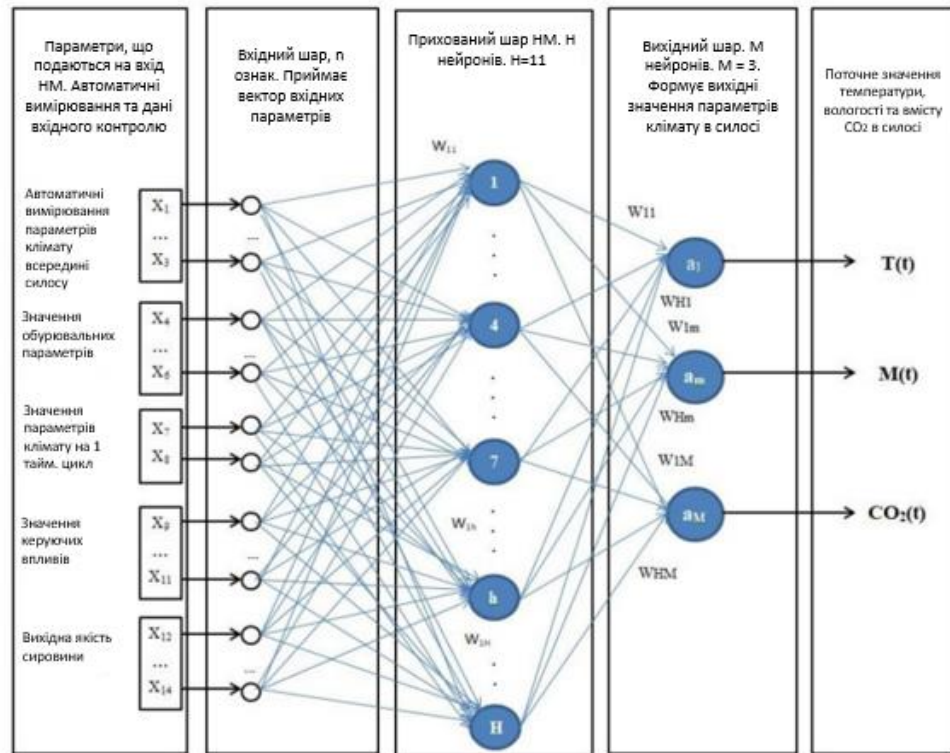 Параметри, що
подаються на вхід
НМ. Автоматичні
вимірювання та дані
вхідного контролю
Вхідний шар, n
ознак. Приймає
вектор вхідних
параметрів
Прихований шар НМ. Н
нейронів. Н=11
Вихідний шар. М
нейронів. М = 3.
Формує вихідні
значення параметрів
клімату в силосі
Поточне значення
температури,
вологості та вмісту
СО₂ в силосі
Автоматичні
вимірювання
параметрів
клімату
всередині
силосу
X₁
...
X₃
Значення
обурювальних
параметрів
X₄
...
X₆
Значення
параметрів
клімату на 1
тайм. цикл
X₇
X₈
Значення
керуючих
впливів
X₉
...
X₁₁
Вихідна якість
сировини
X₁₂
...
X₁₄
...
...
...
...
W₁₁
1
4
7
W₁ₕ
h
W₁ₙ
H
W11
a₁
WH1
W1m
aₘ
WHm
W1M
aM
WHM
T(t)
M(t)
CO₂(t)